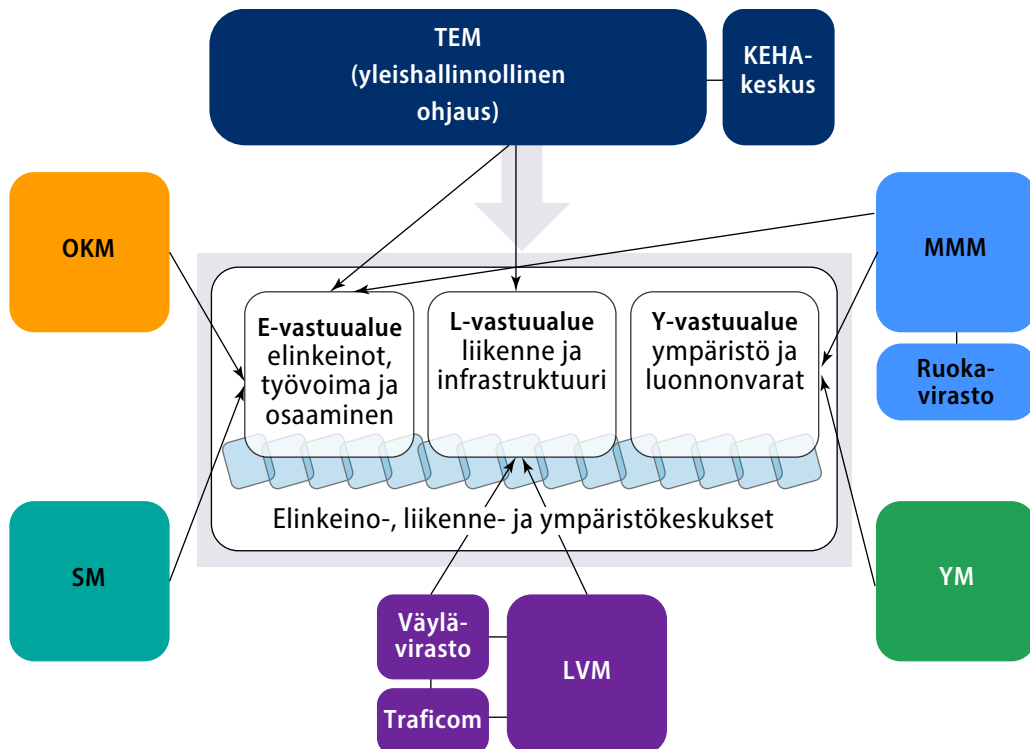 TEM
(yleishallinnollinen
ohjaus)
KEHA-
keskus
OKM
MMM
E-vastuualue
elinkeinot,
työvoima ja
osaaminen
L-vastuualue
liikenne ja
infrastruktuuri
Y-vastuualue
ympäristö ja
luonnonvarat
Ruoka-
virasto
Elinkeino-, liikenne- ja ympäristökeskukset
SM
YM
Väylä-
virasto
LVM
Traficom